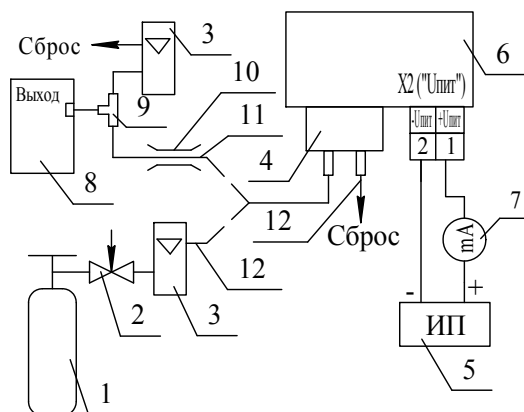 Сброс
3
10
6
Выход
9
11
X2 ("Uпит")
-Uпит +Uпит
2 1
4
8
7
mA
12
Сброс
12
2
3
- +
ИП
1
5